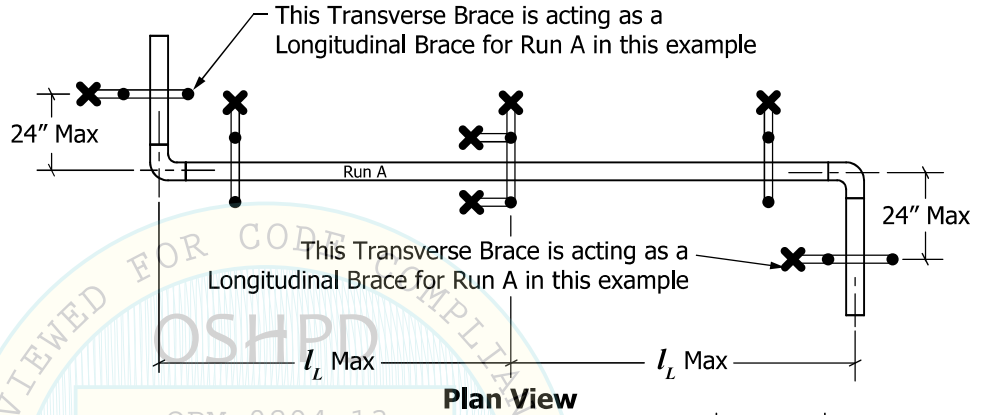 This Transverse Brace is acting as a
Longitudinal Brace for Run A in this example
24" Max
Run A
24" Max
This Transverse Brace is acting as a
Longitudinal Brace for Run A in this example
FOR CODE
OSHPD
l_L Max
l_L Max
Plan View